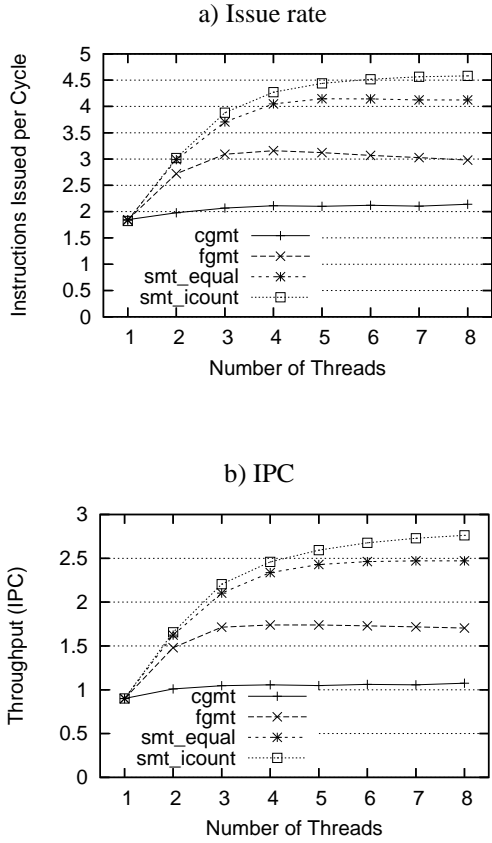 a) Issue rate
Instructions Issued per Cycle
5
4.5
4
3.5
3
2.5
2
1.5
1
0.5
0
cgmt
fgmt
smt_equal
smt_icount
1 2 3 4 5 6 7 8
Number of Threads
b) IPC
Throughput (IPC)
3
2.5
2
1.5
1
0.5
0
cgmt
fgmt
smt_equal
smt_icount
1 2 3 4 5 6 7 8
Number of Threads